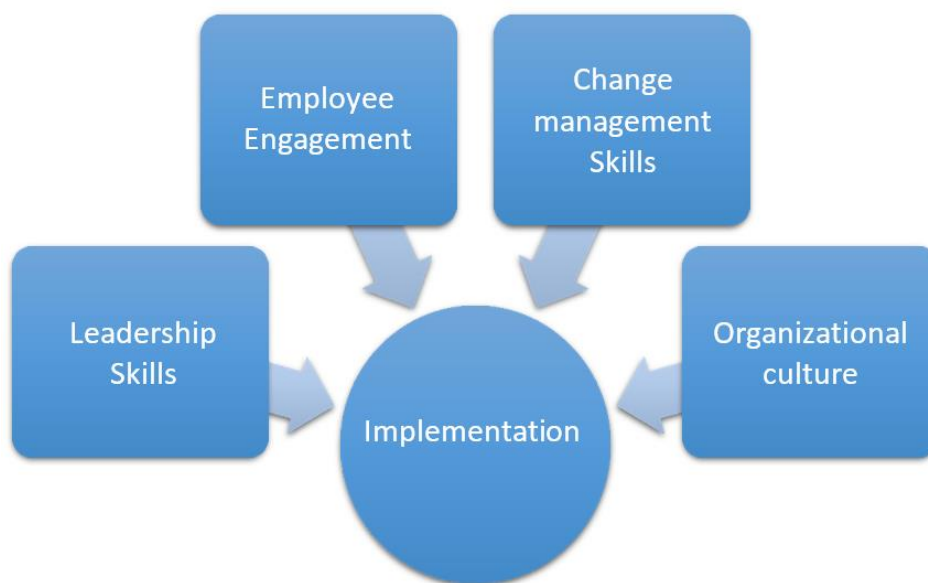 Employee
Engagement
Change
management
Skills
Leadership
Skills
Organizational
culture
Implementation